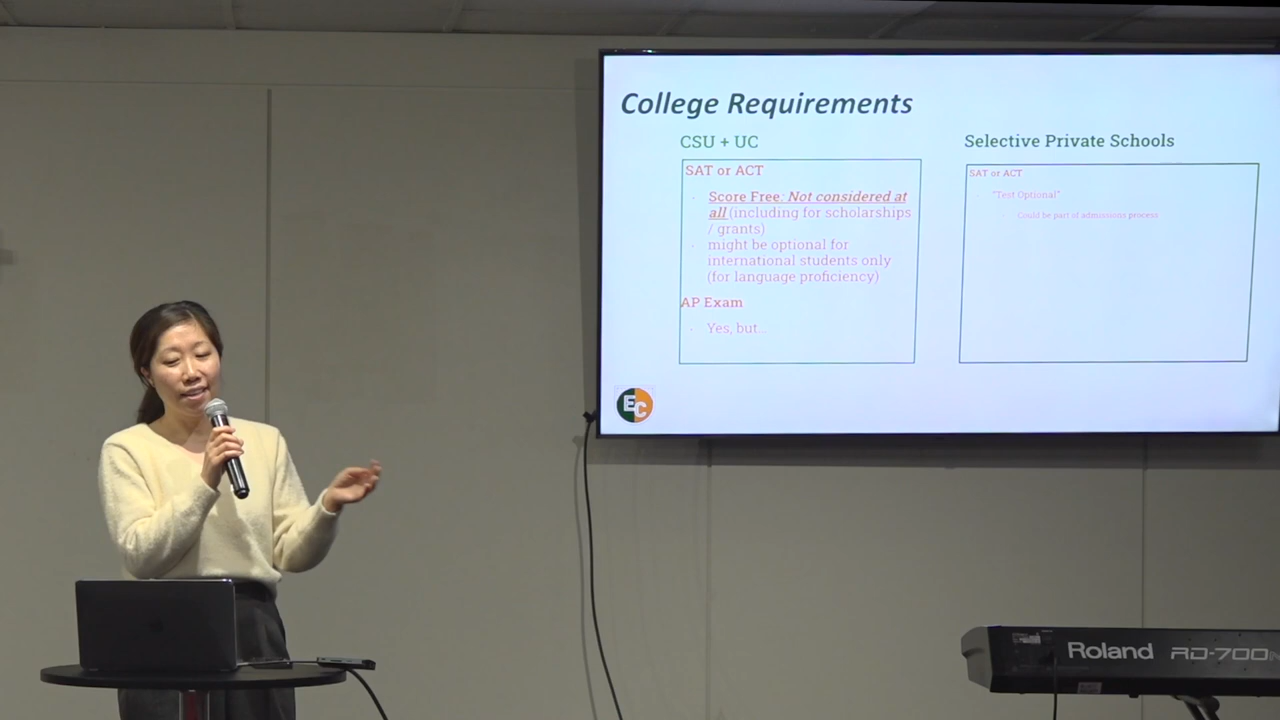 College Requirements
CSU + UC
SAT or ACT
Score Free: Not considered at
all (including for scholarships
/ grants)
might be optional for
international students only
(for language proficiency)
AP Exam
Yes, but...
Selective Private Schools
SAT or ACT
"Test Optional"
Could be part of admissions process
EC
Roland RD-700